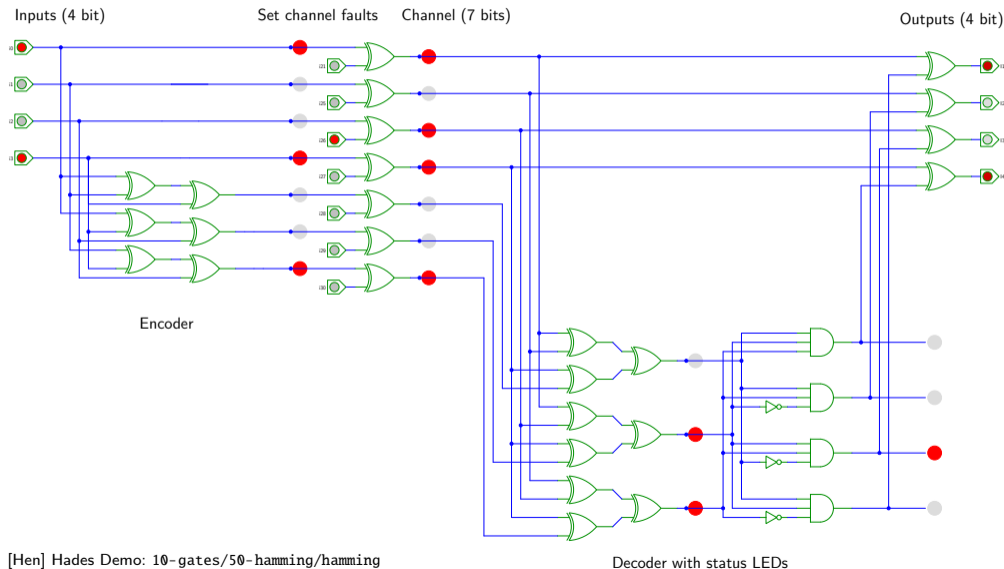 Inputs (4 bit)
Set channel faults
Channel (7 bits)
Outputs (4 bit)
Encoder
[Hen] Hades Demo: 10-gates/50-hamming/hamming
Decoder with status LEDs